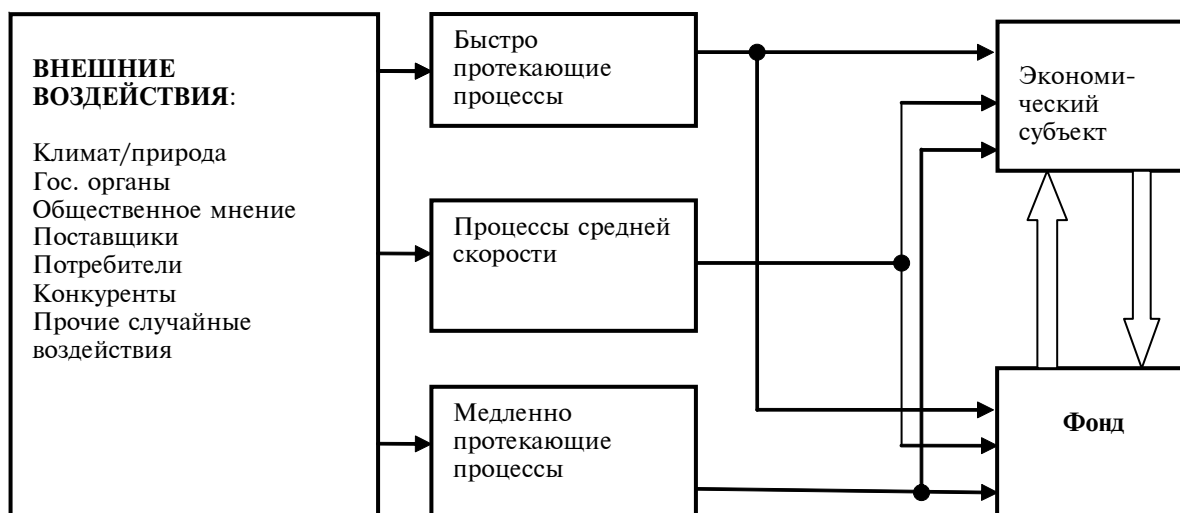 ВНЕШНИЕ
ВОЗДЕЙСТВИЯ:
Климат/природа
Гос. органы
Общественное мнение
Поставщики
Потребители
Конкуренты
Прочие случайные
воздействия
Быстро
протекающие
процессы
Процессы средней
скорости
Медленно
протекающие
процессы
Экономи-
ческий
субъект
Фонд